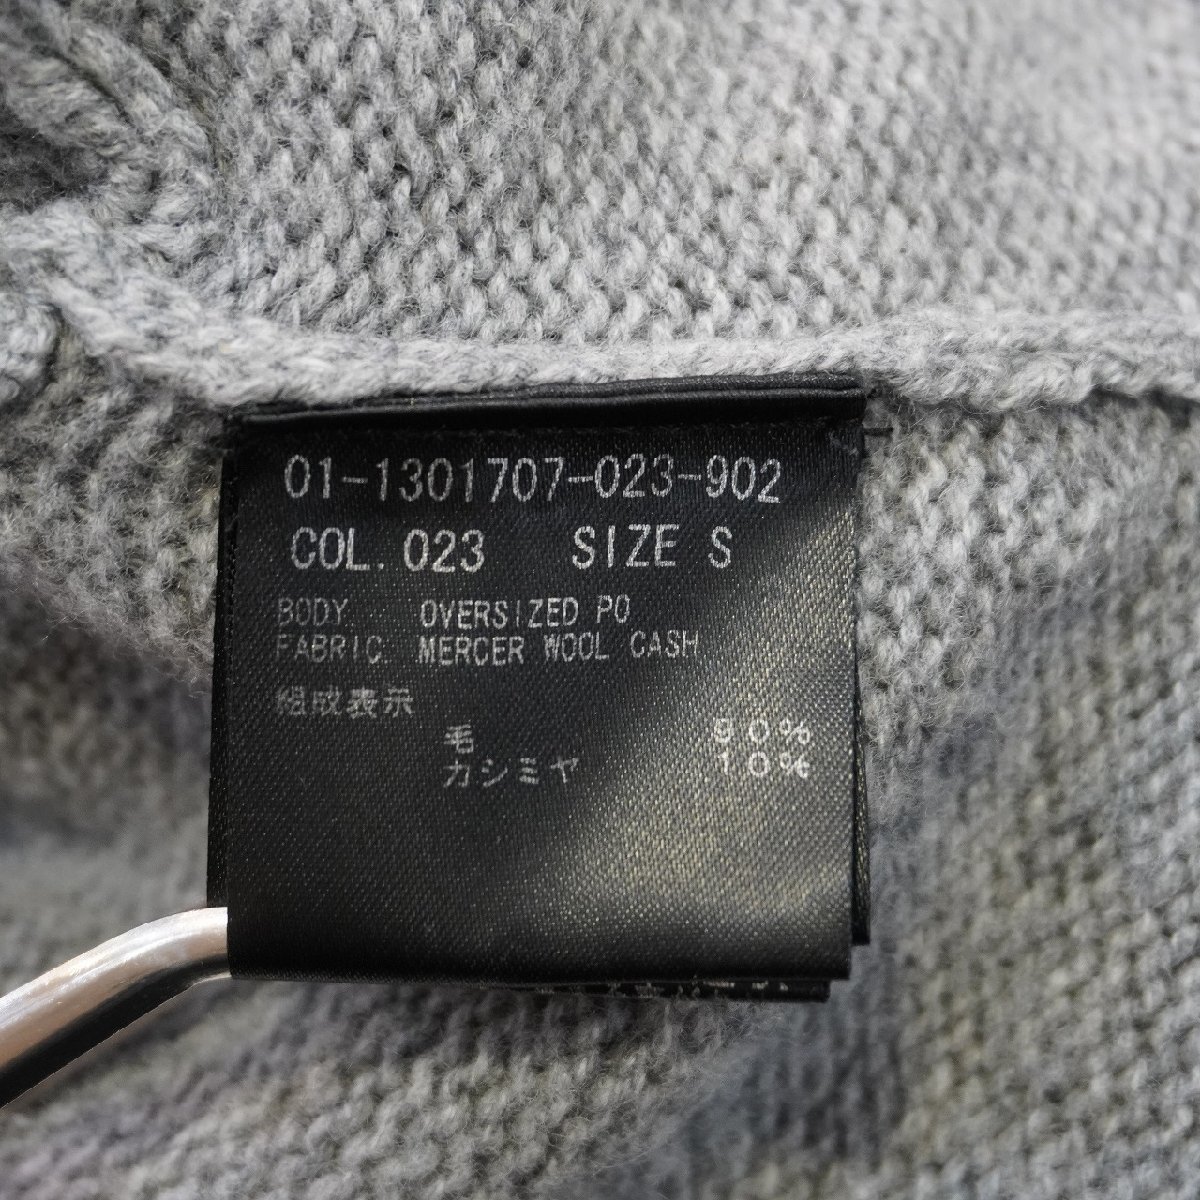 01-1301707-023-902
COL. 023 SIZE S
BODY. OVERSIZED PO
FABRIC. MERCER WOOL CASH
組成表示
毛 90%
カシミヤ 10%